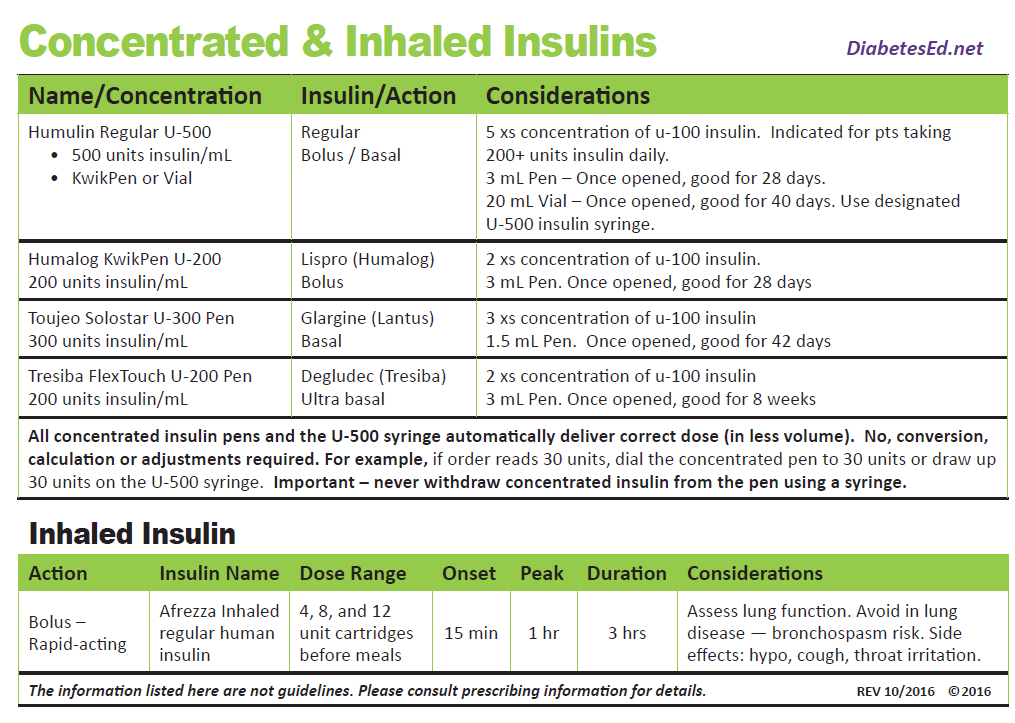 Concentrated & Inhaled Insulins
DiabetesEd.net
Name/Concentration Insulin/Action Considerations
Humulin Regular U-500
• 500 units insulin/mL
• KwikPen or Vial
Regular
Bolus / Basal
5 xs concentration of u-100 insulin. Indicated for pts taking
200+ units insulin daily.
3 mL Pen – Once opened, good for 28 days.
20 mL Vial – Once opened, good for 40 days. Use designated
U-500 insulin syringe.
Humalog KwikPen U-200
200 units insulin/mL
Lispro (Humalog)
Bolus
2 xs concentration of u-100 insulin.
3 mL Pen. Once opened, good for 28 days
Toujeo Solostar U-300 Pen
300 units insulin/mL
Glargine (Lantus)
Basal
3 xs concentration of u-100 insulin
1.5 mL Pen. Once opened, good for 42 days
Tresiba FlexTouch U-200 Pen
200 units insulin/mL
Degludec (Tresiba)
Ultra basal
2 xs concentration of u-100 insulin
3 mL Pen. Once opened, good for 8 weeks
All concentrated insulin pens and the U-500 syringe automatically deliver correct dose (in less volume). No, conversion,
calculation or adjustments required. For example, if order reads 30 units, dial the concentrated pen to 30 units or draw up
30 units on the U-500 syringe. Important – never withdraw concentrated insulin from the pen using a syringe.
Inhaled Insulin
Action Insulin Name Dose Range Onset Peak Duration Considerations
Bolus –
Rapid-acting
Afrezza Inhaled
regular human
insulin
4, 8, and 12
unit cartridges
before meals
15 min
1 hr
3 hrs
Assess lung function. Avoid in lung
disease — bronchospasm risk. Side
effects: hypo, cough, throat irritation.
The information listed here are not guidelines. Please consult prescribing information for details.
REV 10/2016 © 2016